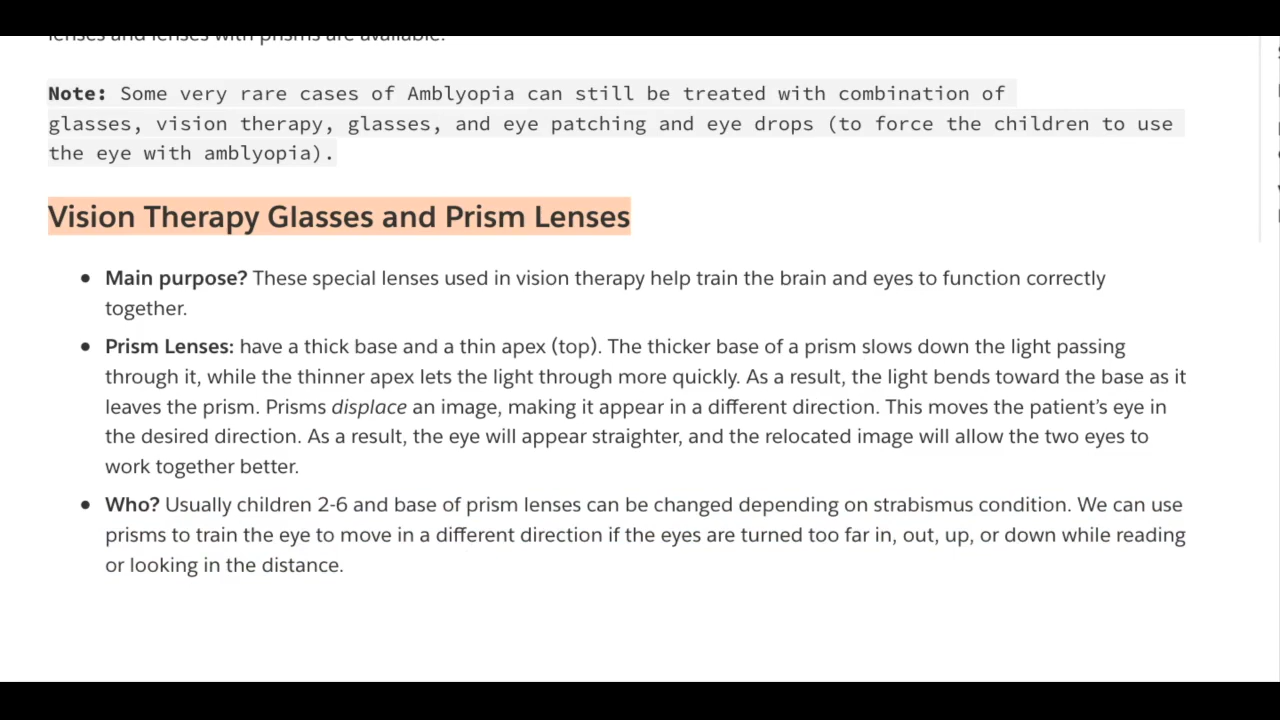 lenses and lenses with prisms are available.
Note: Some very rare cases of Amblyopia can still be treated with combination of
glasses, vision therapy, glasses, and eye patching and eye drops (to force the children to use
the eye with amblyopia).
Vision Therapy Glasses and Prism Lenses
• Main purpose? These special lenses used in vision therapy help train the brain and eyes to function correctly
together.
• Prism Lenses: have a thick base and a thin apex (top). The thicker base of a prism slows down the light passing
through it, while the thinner apex lets the light through more quickly. As a result, the light bends toward the base as it
leaves the prism. Prisms displace an image, making it appear in a different direction. This moves the patient’s eye in
the desired direction. As a result, the eye will appear straighter, and the relocated image will allow the two eyes to
work together better.
• Who? Usually children 2-6 and base of prism lenses can be changed depending on strabismus condition. We can use
prisms to train the eye to move in a different direction if the eyes are turned too far in, out, up, or down while reading
or looking in the distance.